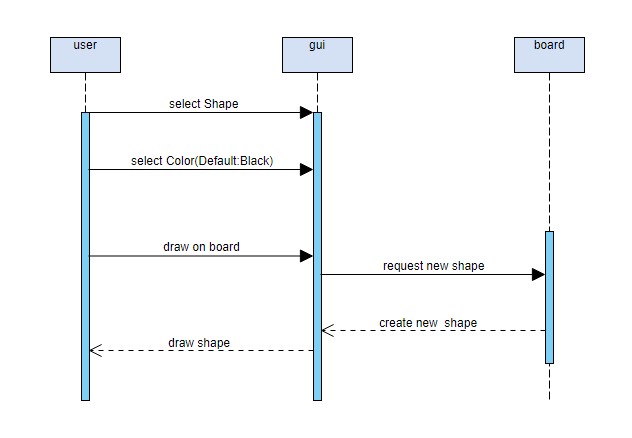 user
gui
board
select Shape
select Color(Default:Black)
draw on board
request new shape
create new  shape
draw shape